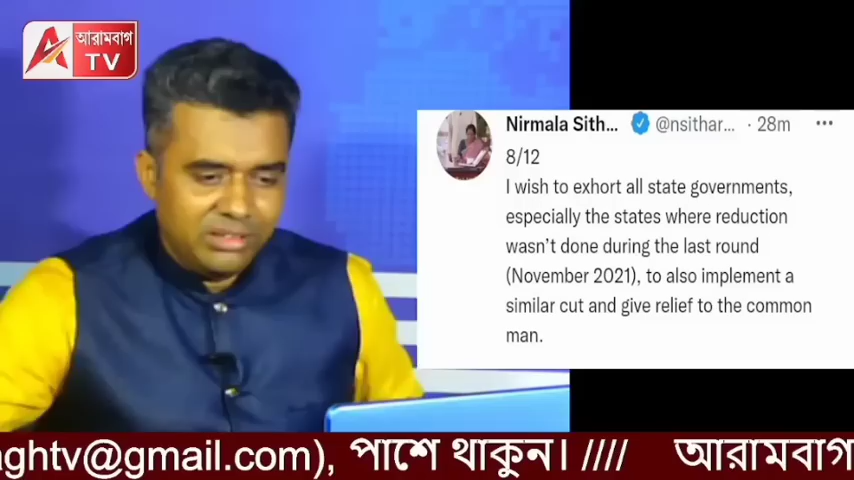 আরামবাগ
TV
Nirmala Sith... @nsithar... · 28m ...
8/12
I wish to exhort all state governments,
especially the states where reduction
wasn't done during the last round
(November 2021), to also implement a
similar cut and give relief to the common
man.
aghtv@gmail.com), পাশে থাকুন। //// আরামবাগ